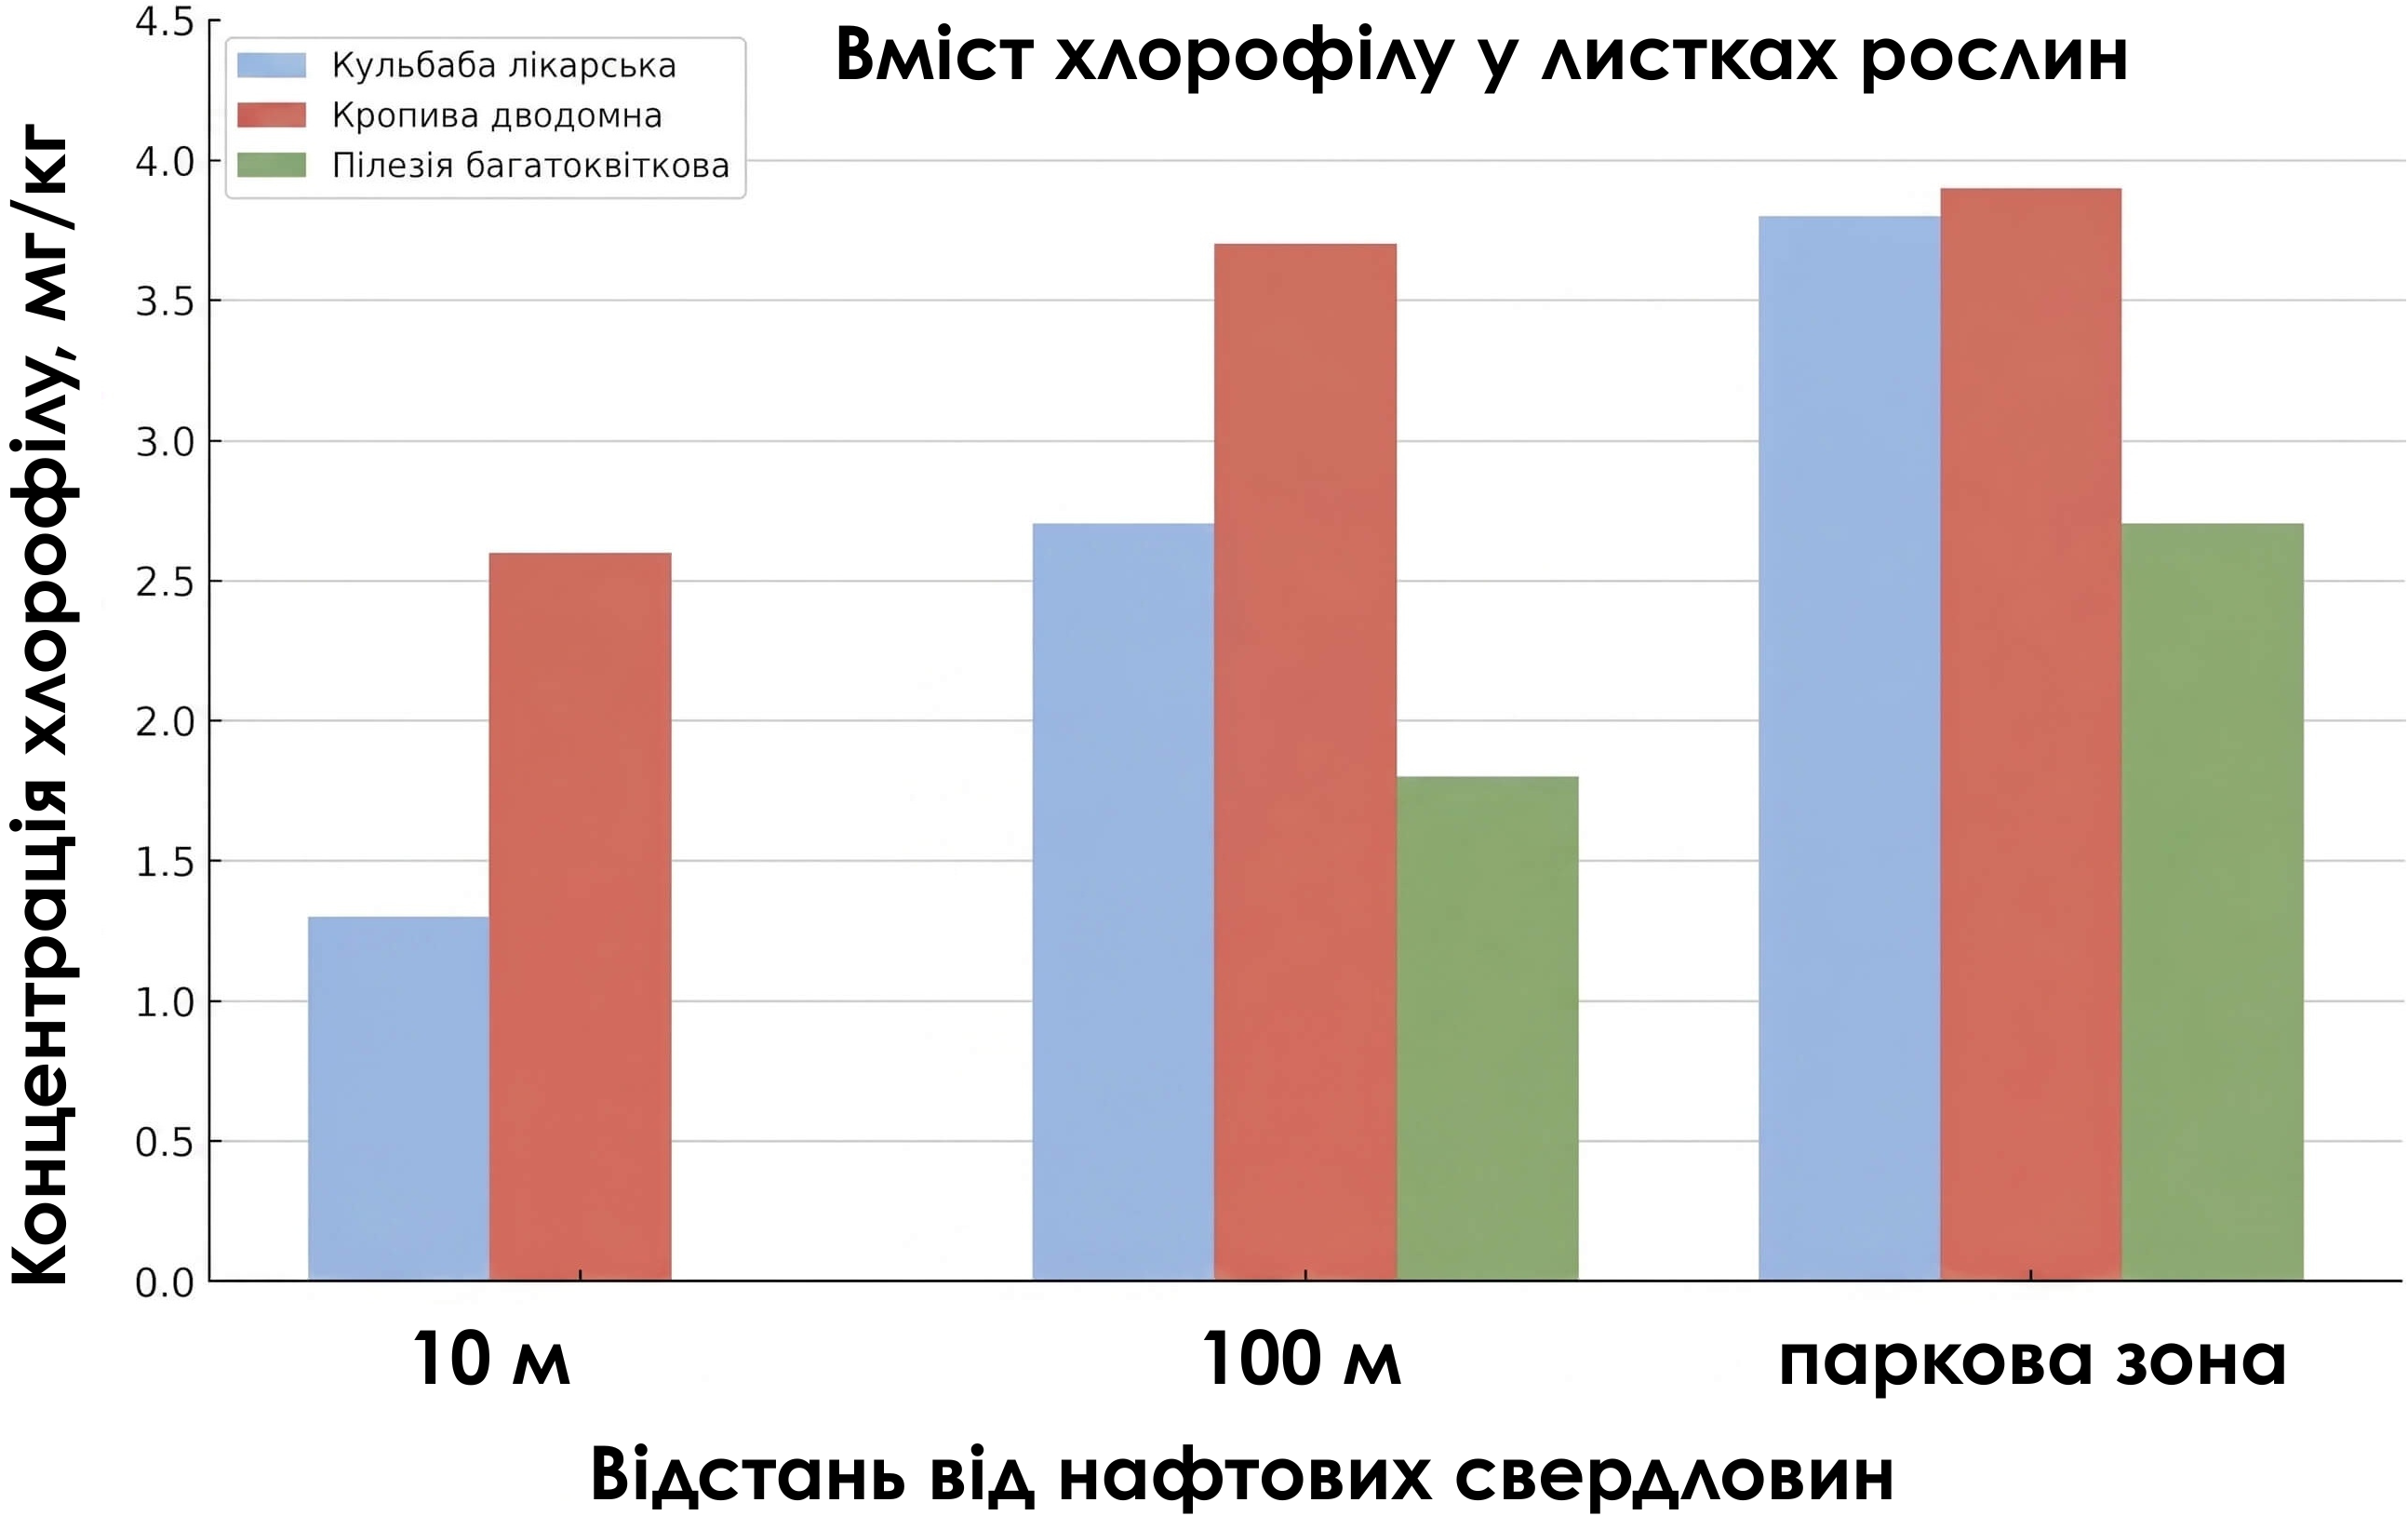 Вміст хлорофілу у листках рослин
Кульбаба лікарська
Кропива дводомна
Пілезія багатоквіткова
Концентрація хлорофілу, мг/кг
4.5
4.0
3.5
3.0
2.5
2.0
1.5
1.0
0.5
0.0
10 м
100 м
паркова зона
Відстань від нафтових свердловин